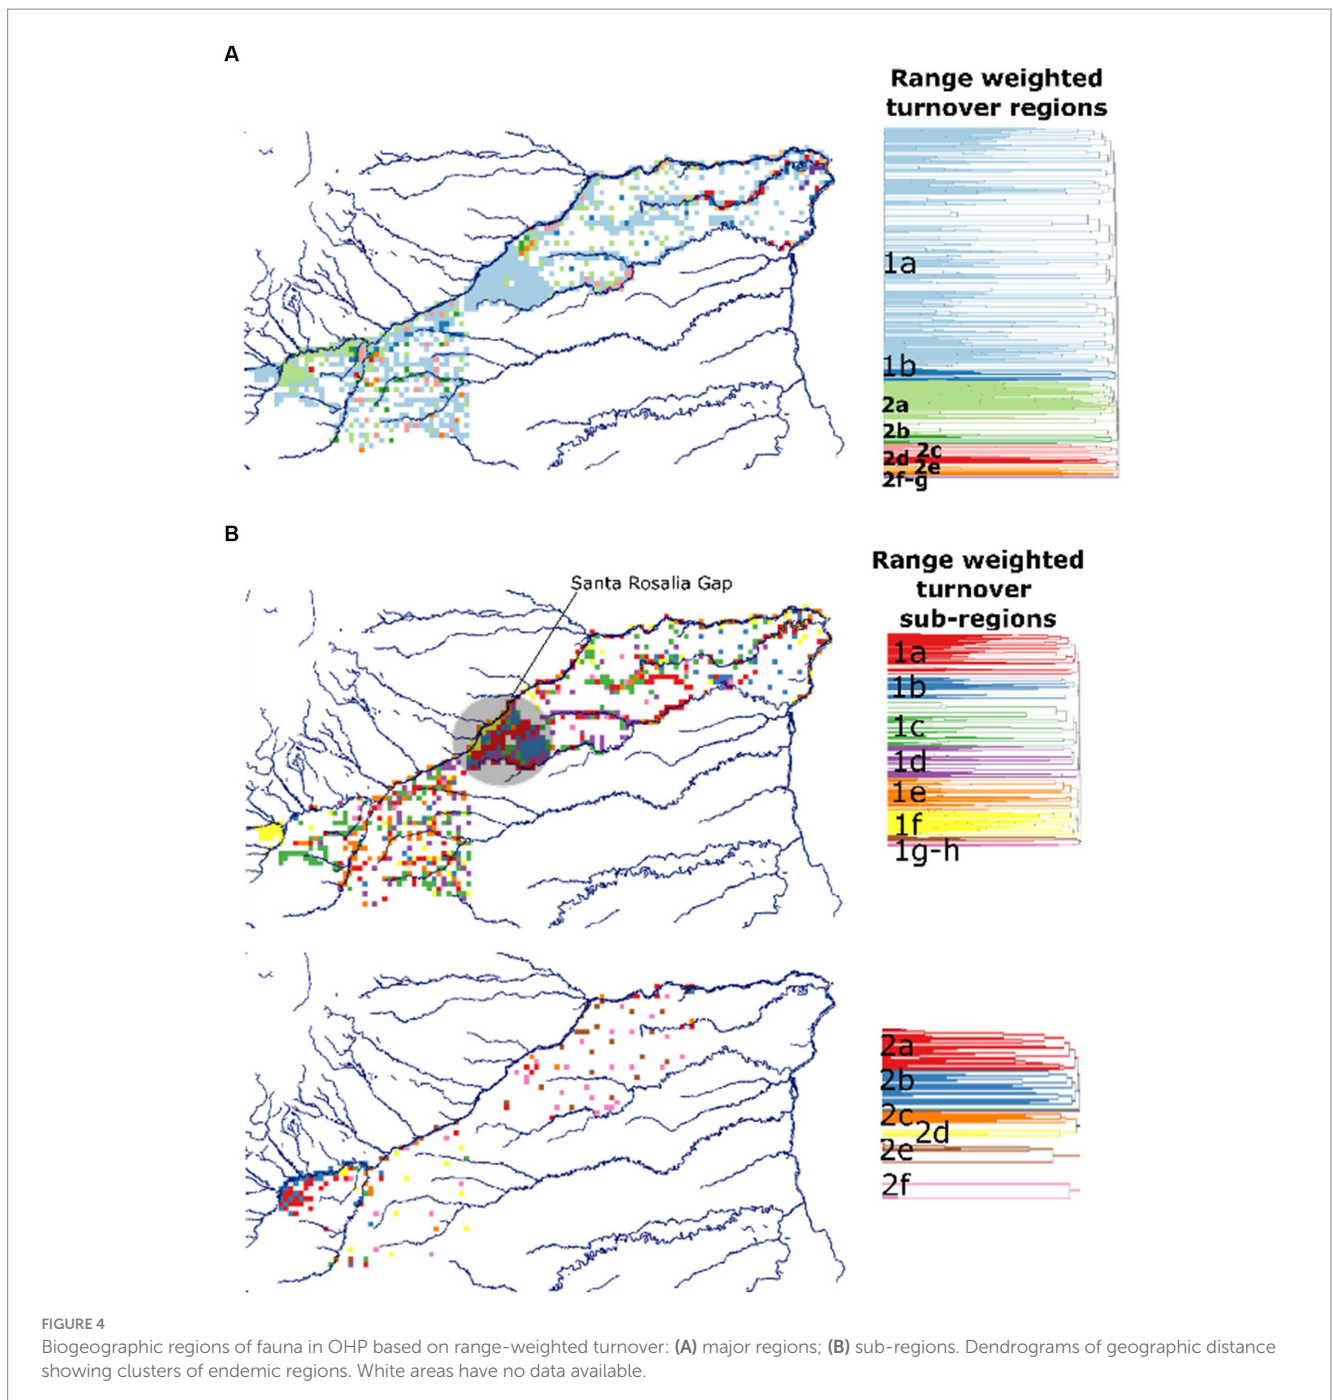 A
Range weighted
turnover regions
1a
1b
2a
2b
2c
2d
2e
2f-g
B
Santa Rosalia Gap
Range weighted
turnover
sub-regions
1a
1b
1c
1d
1e
1f
1g-h
2a
2b
2c
2d
2e
2f
FIGURE 4
Biogeographic regions of fauna in OHP based on range-weighted turnover: (A) major regions; (B) sub-regions. Dendrograms of geographic distance
showing clusters of endemic regions. White areas have no data available.